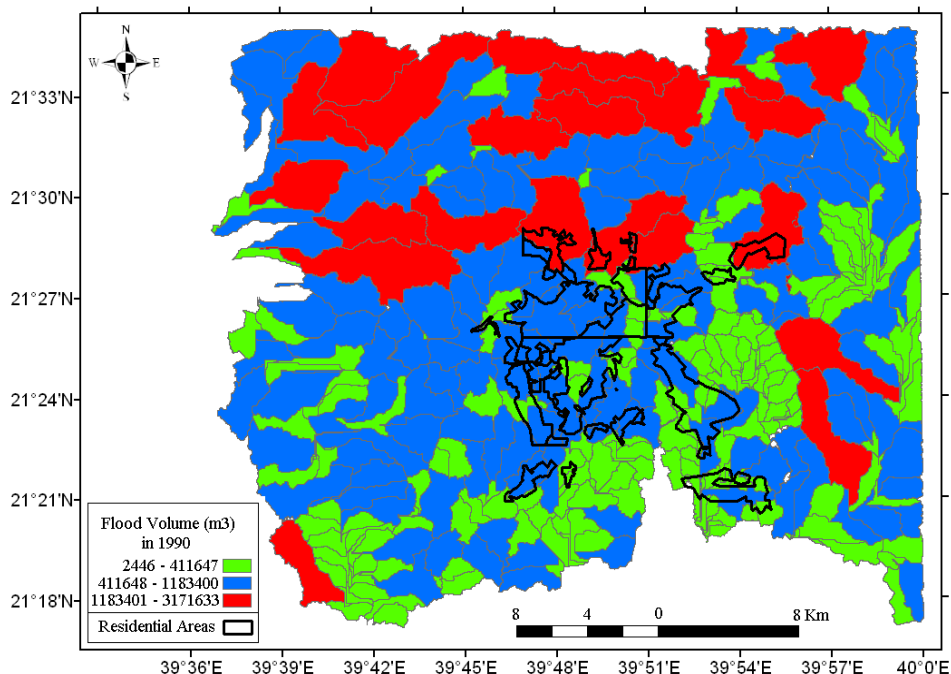 N
W E
S
21°33'N
21°30'N
21°27'N
21°24'N
21°21'N
21°18'N
Flood Volume (m3)
in 1990
2446 - 411647
411648 - 1183400
1183401 - 3171633
Residential Areas
8 4 0 8 Km
39°36'E 39°39'E 39°42'E 39°45'E 39°48'E 39°51'E 39°54'E 39°57'E 40°0'E